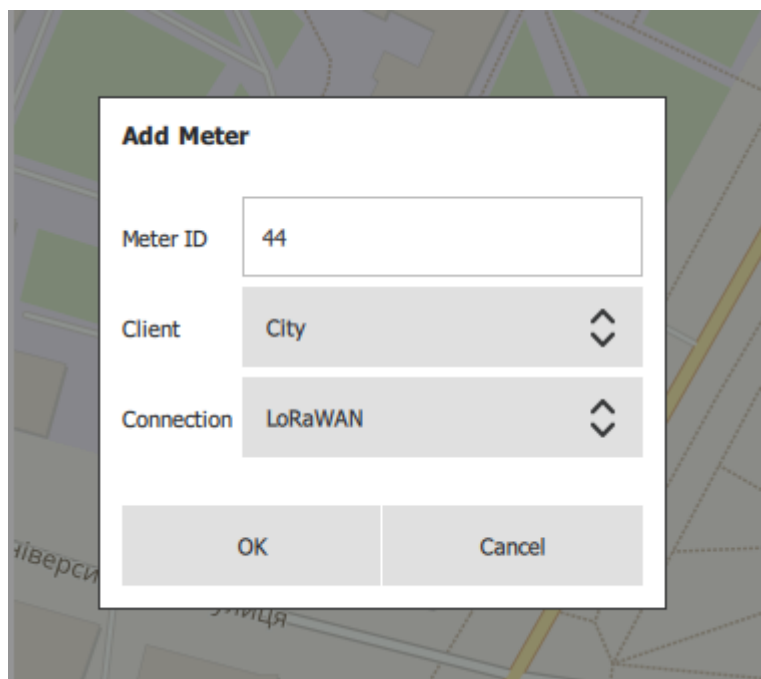 Add Meter
Meter ID 44
Client City
Connection LoRaWAN
OK Cancel